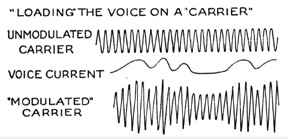 "LOADING" THE VOICE ON A "CARRIER"
UNMODULATED
CARRIER
VOICE CURRENT
"MODULATED"
CARRIER